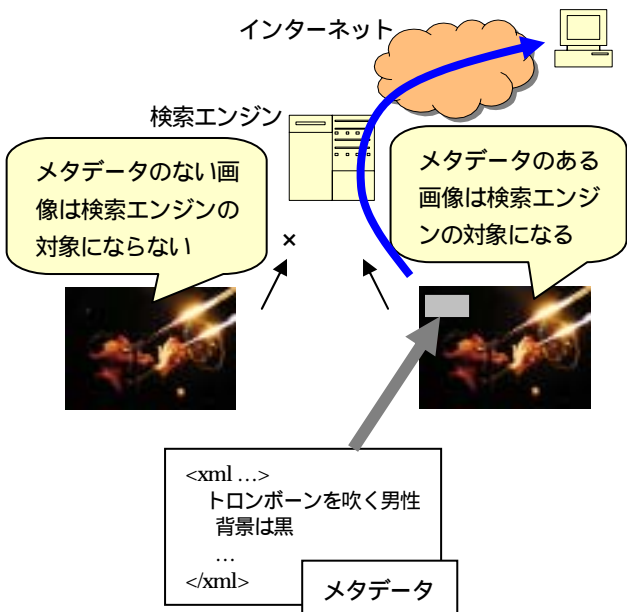 インターネット
検索エンジン
メタデータのない画
像は検索エンジンの
対象にならない
メタデータのある
画像は検索エンジ
ンの対象になる
×
<xml …>
トロンボーンを吹く男性
背景は黒
…
</xml>
メタデータ